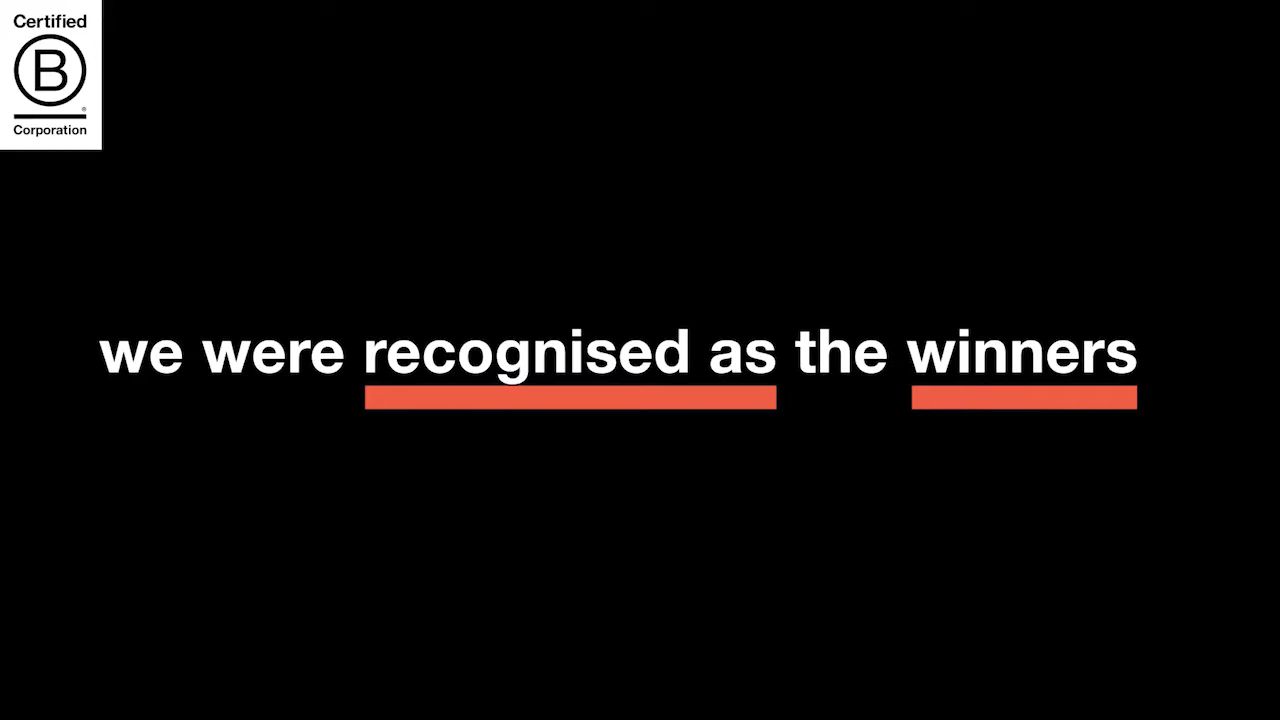 Certified
B
®
Corporation
we were recognised as the winners